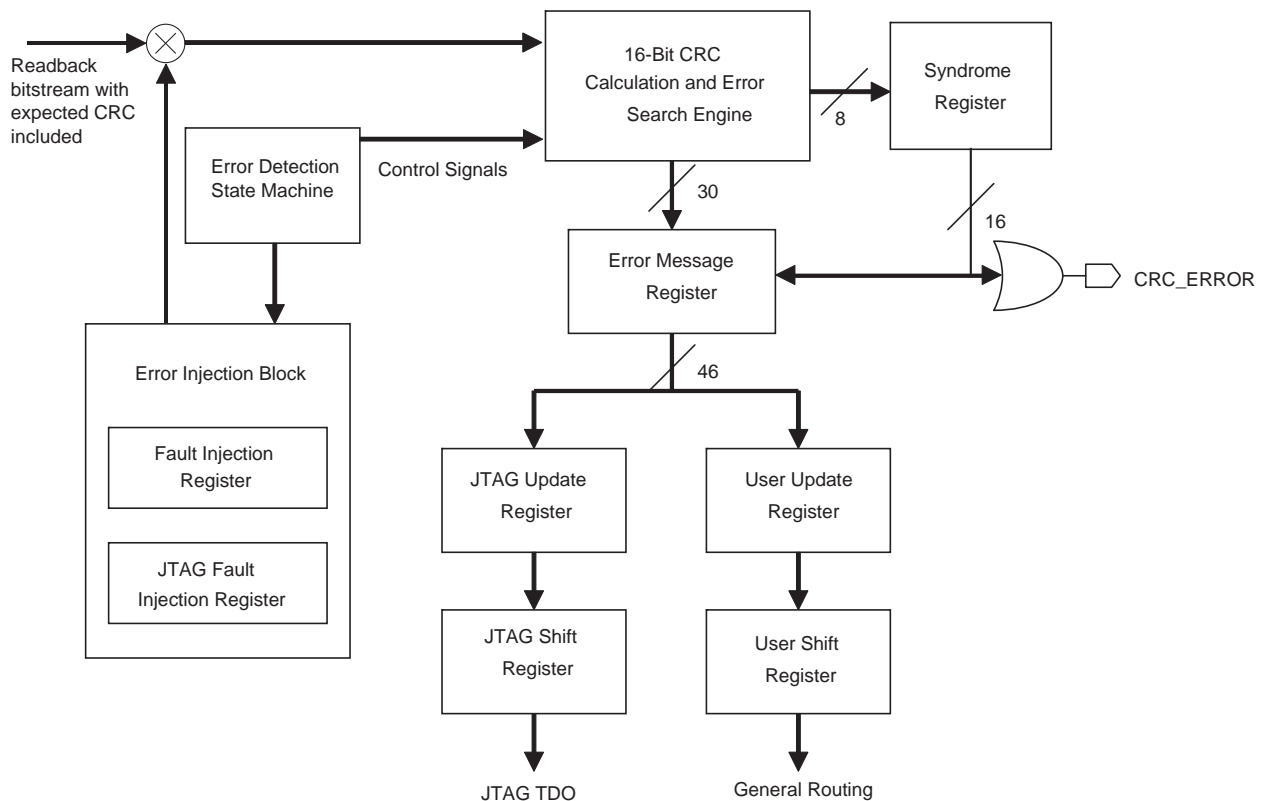 Readback
bitstream with
expected CRC
included
16-Bit CRC
Calculation and Error
Search Engine
Syndrome
Register
8
Error Detection
State Machine
Control Signals
30
16
Error Message
Register
CRC_ERROR
46
Error Injection Block
Fault Injection
Register
JTAG Fault
Injection Register
JTAG Update
Register
User Update
Register
JTAG Shift
Register
User Shift
Register
JTAG TDO
General Routing